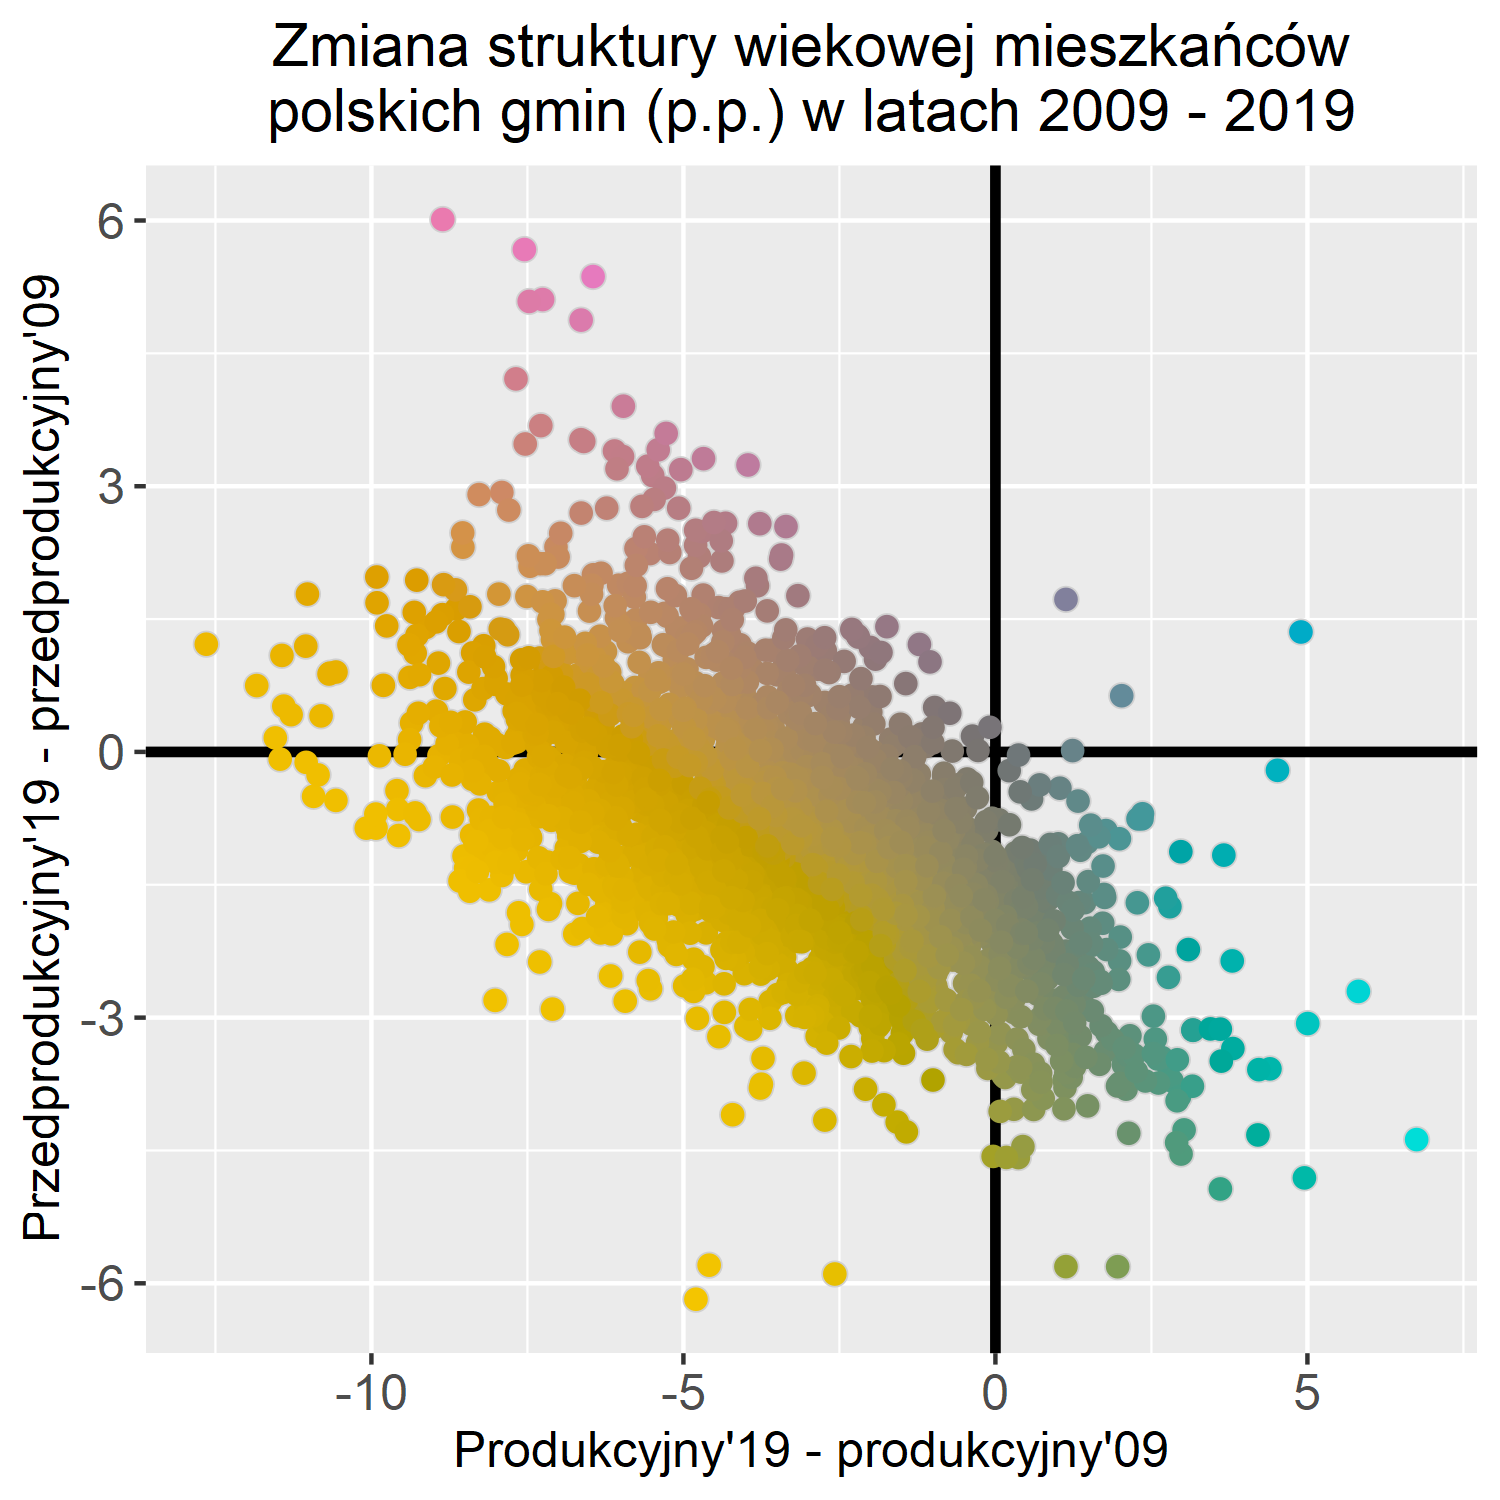 Zmiana struktury wiekowej mieszkańców
polskich gmin (p.p.) w latach 2009 - 2019
Przedprodukcyjny'19 - przedprodukcyjny'09
6
3
0
-3
-6
-10
-5
0
5
Produkcyjny'19 - produkcyjny'09